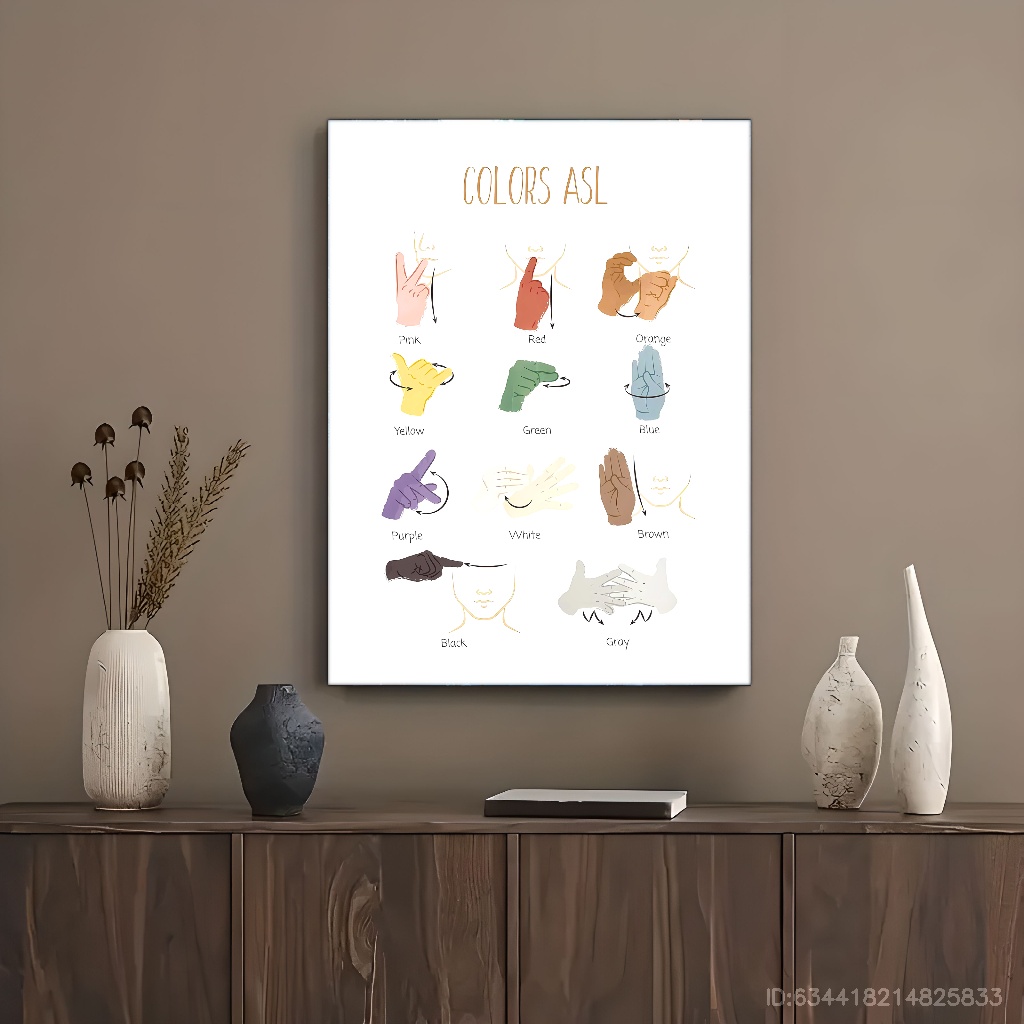 COLORS ASL
Pink
Red
Orange
Yellow
Green
Blue
Purple
White
Brown
Black
Gray
ID:634418214825833